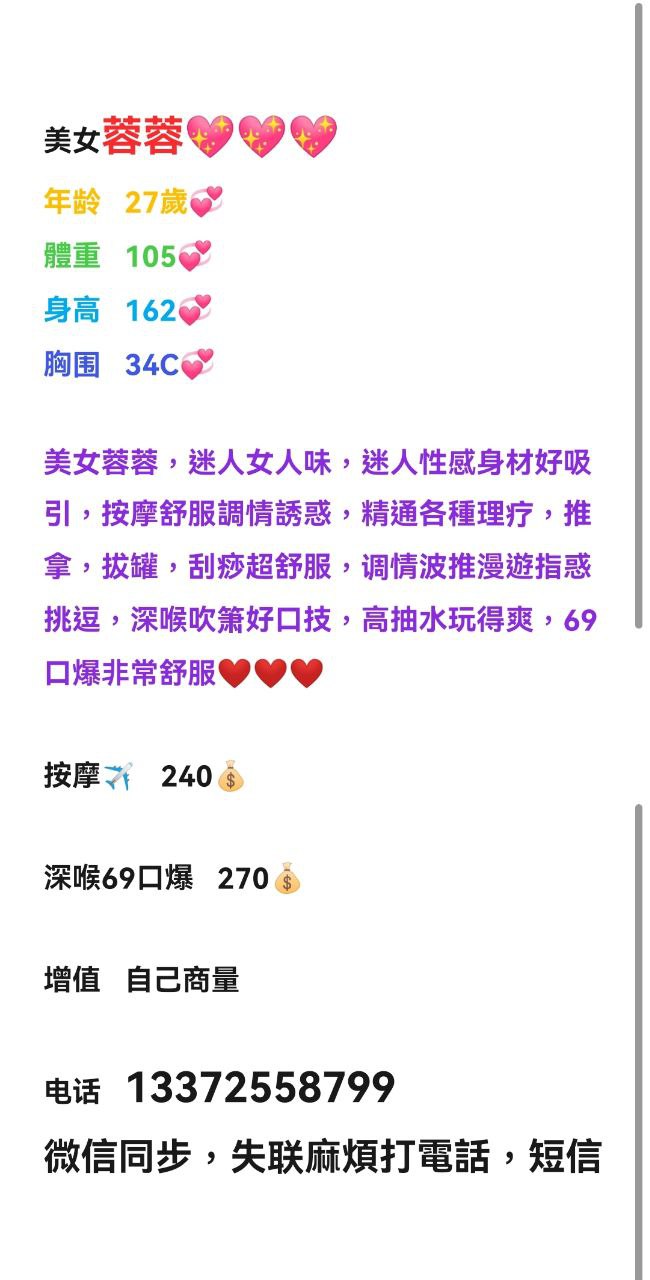 美女蓉蓉💖💖💖
年龄 27歲💞
體重 105💞
身高 162💞
胸围 34C💞
美女蓉蓉，迷人女人味，迷人性感身材好吸
引，按摩舒服調情誘惑，精通各種理疗，推
拿，拔罐，刮痧超舒服，调情波推漫遊指惑
挑逗，深喉吹簫好口技，高抽水玩得爽，69
口爆非常舒服❤️❤️❤️
按摩✈️ 240💰
深喉69口爆 270💰
增值 自己商量
电话 13372558799
微信同步，失联麻煩打電話，短信